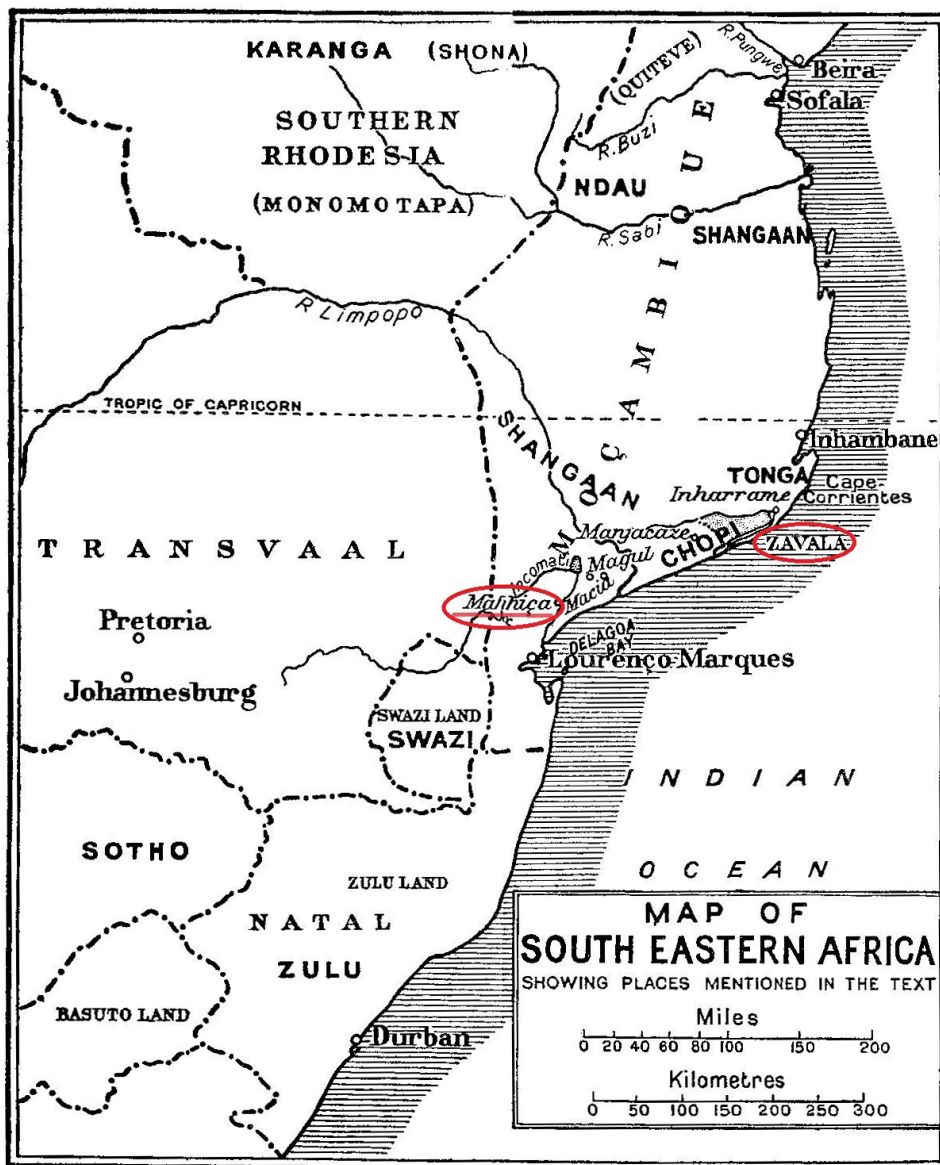 KARANGA (SHONA)
(QUITEVE)
R. Pungwe
Beira
Sofala
SOUTHERN
RHODESIA
(MONOMOTAPA)
R. Buzi
NDAU
R. Sabi
SHANGAAN
MOÇAMBIQUE
R Limpopo
TROPIC OF CAPRICORN
SHANGAAN
Inhambane
TONGA
Cape
Corrientes
Inharrame
Manjacaze
CHOPI
ZAVALA
TRANSVAAL
Magul
Incomati
Macia
Mañhiça
Pretoria
DELAGOA
BAY
Lourenço Marques
Johannesburg
SWAZI LAND
SWAZI
INDIAN
OCEAN
SOTHO
ZULU LAND
NATAL
ZULU
BASUTO LAND
Durban
MAP OF
SOUTH EASTERN AFRICA
SHOWING PLACES MENTIONED IN THE TEXT
Miles
0 20 40 60 80 100 150 200
Kilometres
0 50 100 150 200 250 300